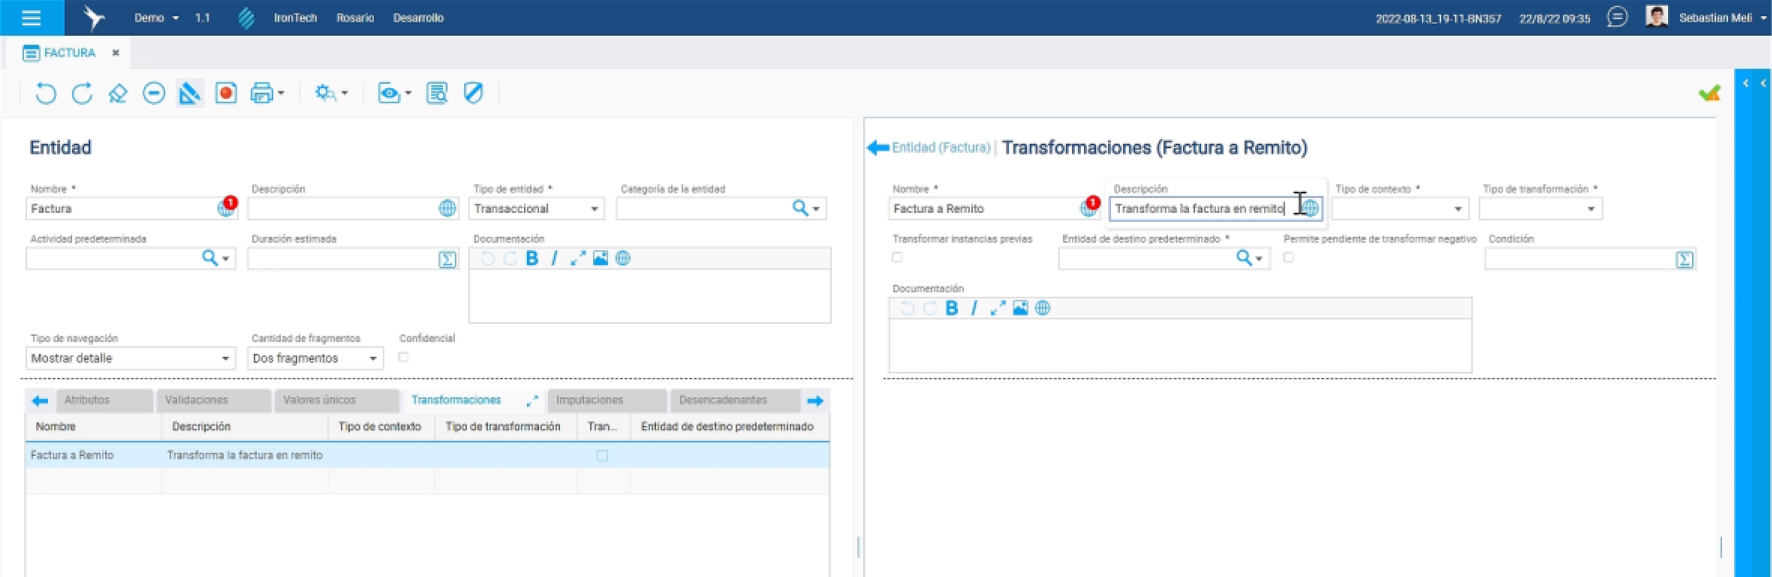 Demo 1.1 IronTech Rosario Desarrollo 2022-08-13_19-11-BN357 22/8/22 09:35 Sebastian Meli
FACTURA ×
Entidad
Nombre * Descripción Tipo de entidad * Categoría de la entidad
Factura 1 Transaccional
Actividad predeterminada Duración estimada Documentación
B I
Tipo de navegación Cantidad de fragmentos Confidencial
Mostrar detalle Dos fragmentos
Atributos Validaciones Valores únicos Transformaciones Imputaciones Desencadenantes
Nombre Descripción Tipo de contexto Tipo de transformación Tran... Entidad de destino predeterminado
Factura a Remito Transforma la factura en remito
Entidad (Factura) | Transformaciones (Factura a Remito)
Nombre * Descripción Tipo de contexto * Tipo de transformación *
Factura a Remito 1 Transforma la factura en remito
Transformar instancias previas Entidad de destino predeterminado * Permite pendiente de transformar negativo Condición
Documentación
B I